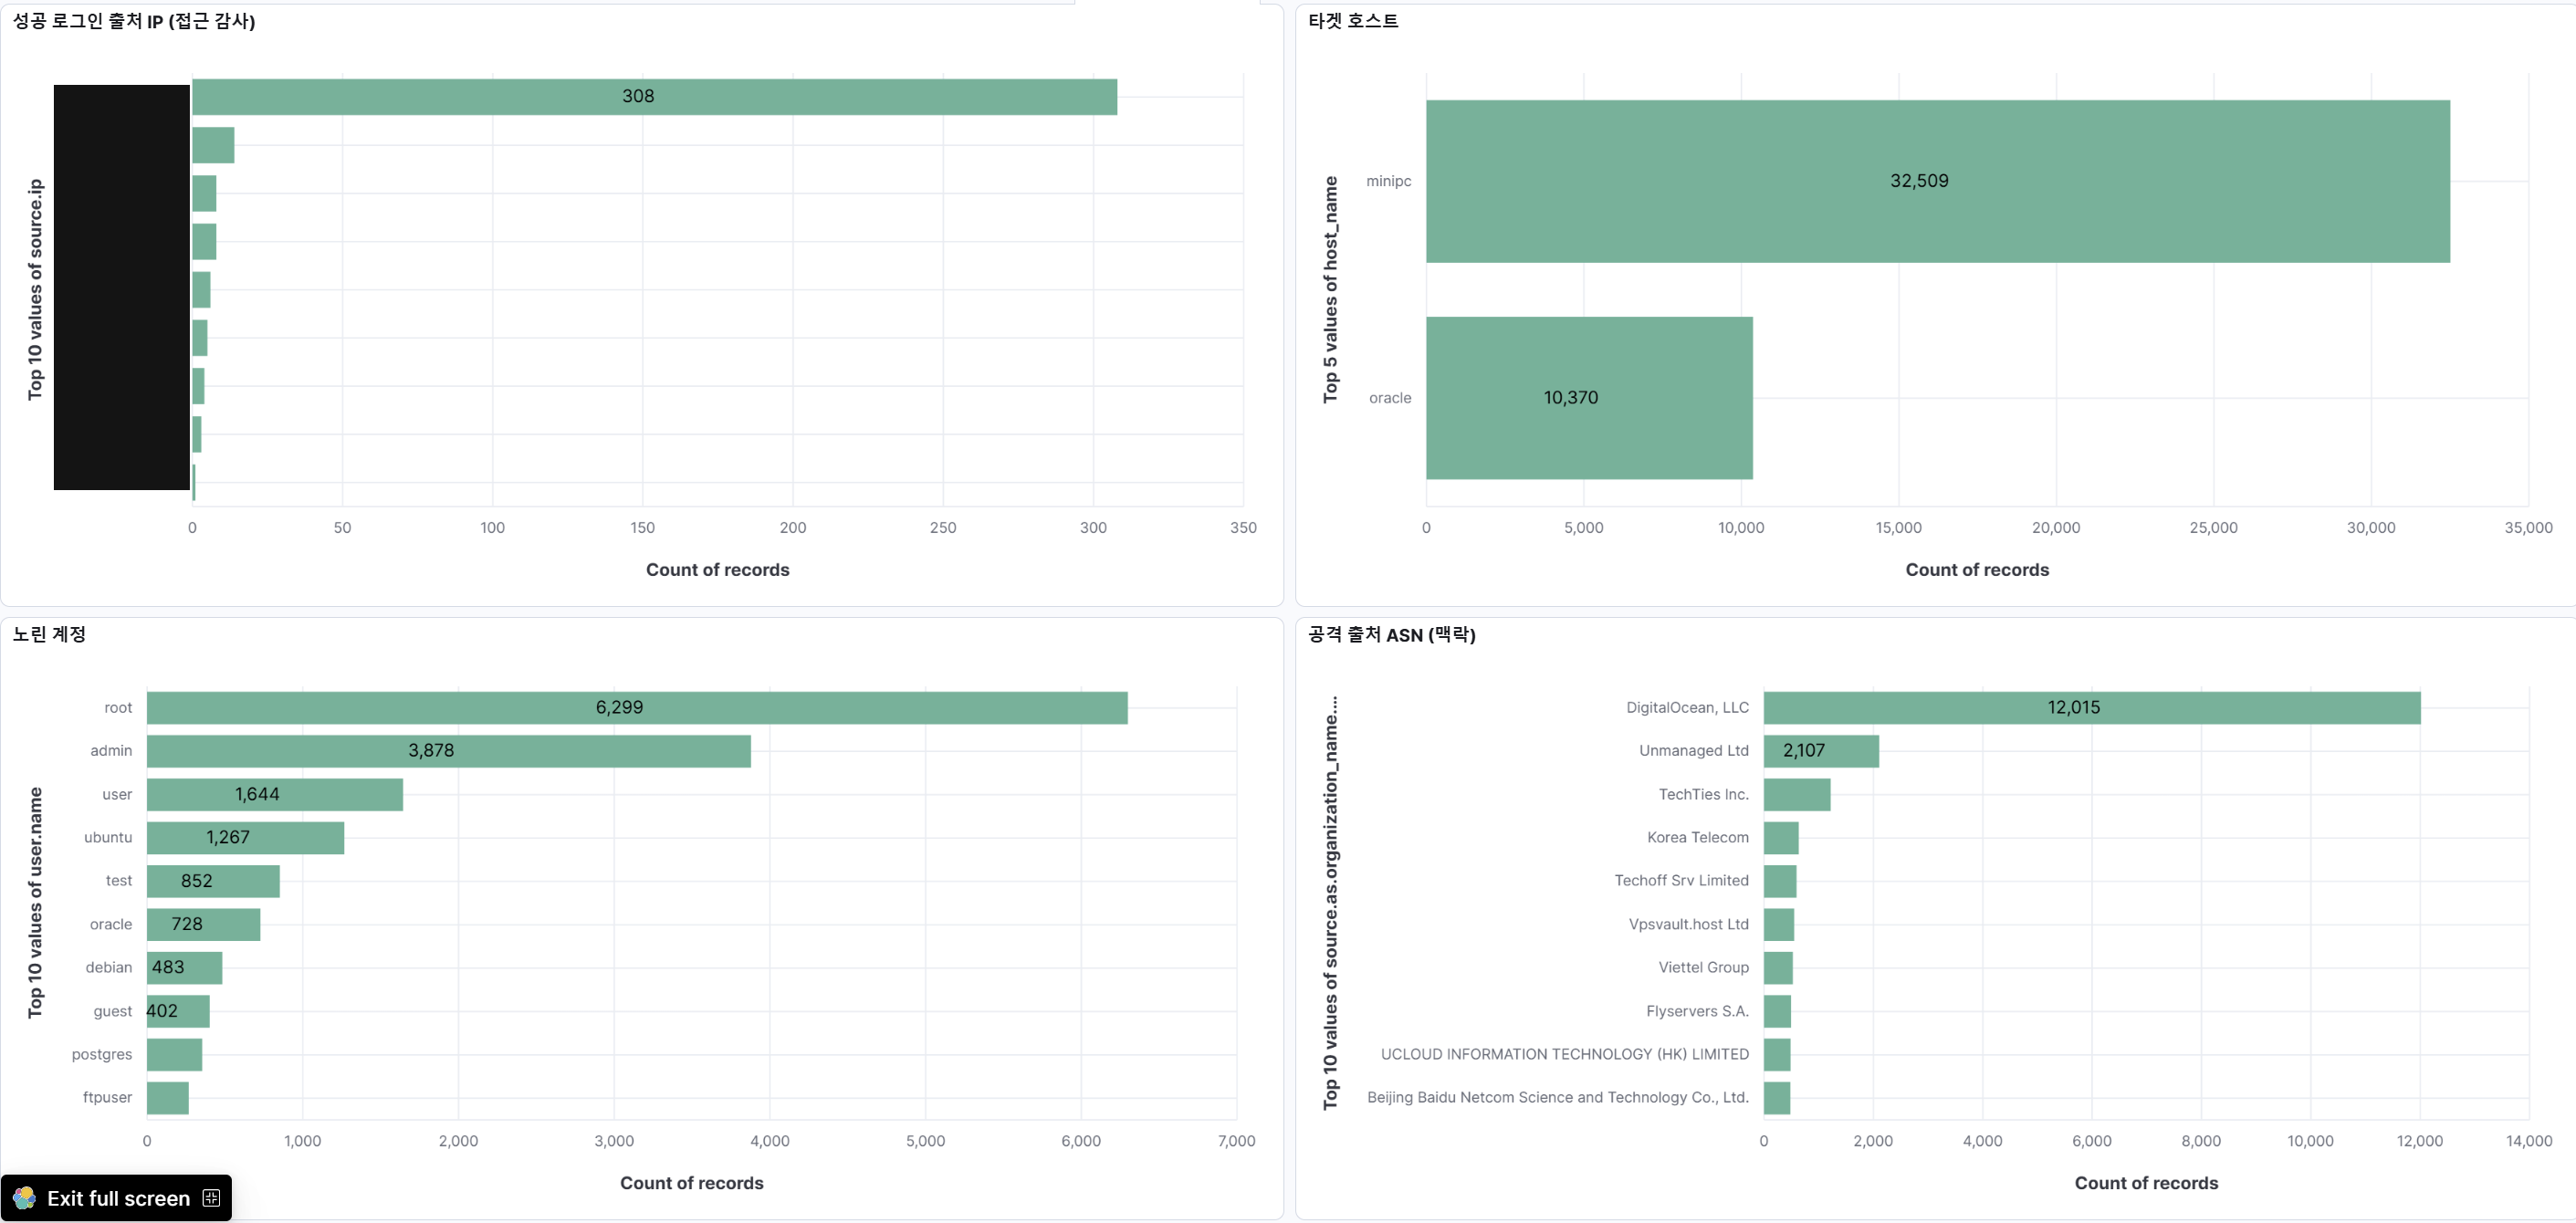 성공 로그인 출처 IP (접근 감사)
Top 10 values of source.ip
308
0 50 100 150 200 250 300 350
Count of records
타겟 호스트
Top 5 values of host_name
minipc 32,509
oracle 10,370
0 5,000 10,000 15,000 20,000 25,000 30,000 35,000
Count of records
노린 계정
Top 10 values of user.name
root 6,299
admin 3,878
user 1,644
ubuntu 1,267
test 852
oracle 728
debian 483
guest 402
postgres
ftpuser
0 1,000 2,000 3,000 4,000 5,000 6,000 7,000
Count of records
공격 출처 ASN (맥락)
Top 10 values of source.as.organization_name....
DigitalOcean, LLC 12,015
Unmanaged Ltd 2,107
TechTies Inc.
Korea Telecom
Techoff Srv Limited
Vpsvault.host Ltd
Viettel Group
Flyservers S.A.
UCLOUD INFORMATION TECHNOLOGY (HK) LIMITED
Beijing Baidu Netcom Science and Technology Co., Ltd.
0 2,000 4,000 6,000 8,000 10,000 12,000 14,000
Count of records
Exit full screen